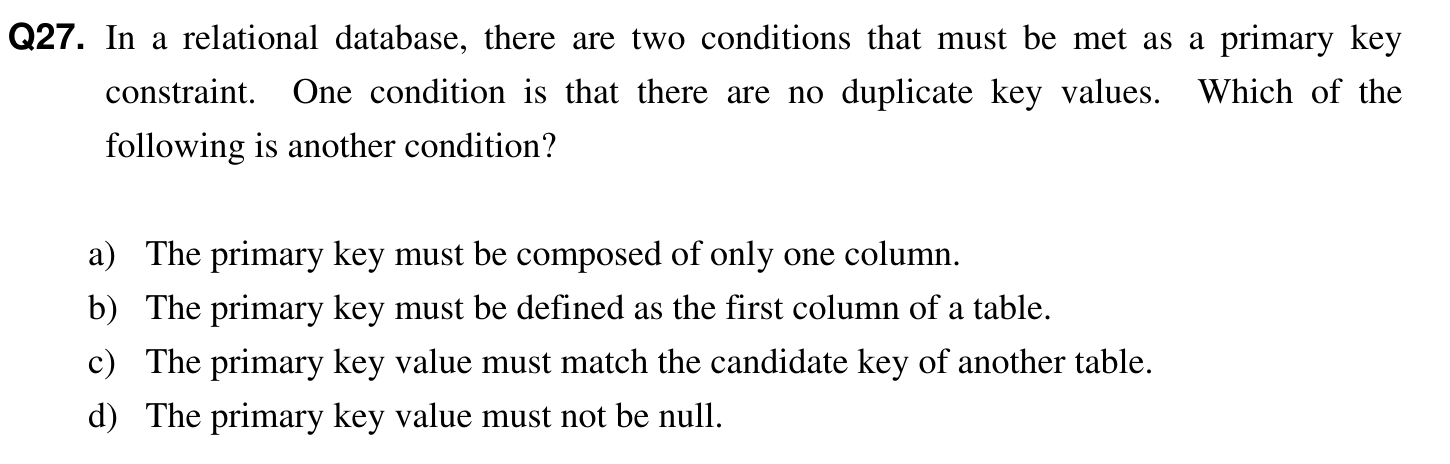 Q27. In a relational database, there are two conditions that must be met as a primary key
constraint. One condition is that there are no duplicate key values. Which of the
following is another condition?
a) The primary key must be composed of only one column.
b) The primary key must be defined as the first column of a table.
c) The primary key value must match the candidate key of another table.
d) The primary key value must not be null.